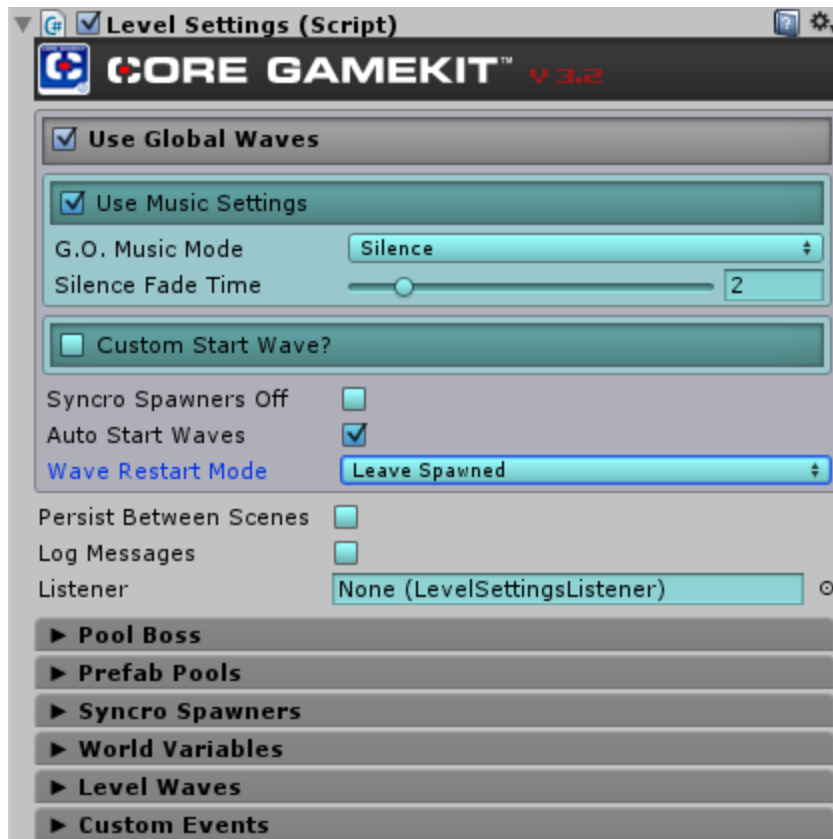 Level Settings (Script)
CORE GAMEKIT™ V 3.2
Use Global Waves
Use Music Settings
G.O. Music Mode Silence
Silence Fade Time 2
Custom Start Wave?
Syncro Spawners Off
Auto Start Waves
Wave Restart Mode Leave Spawned
Persist Between Scenes
Log Messages
Listener None (LevelSettingsListener)
Pool Boss
Prefab Pools
Syncro Spawners
World Variables
Level Waves
Custom Events